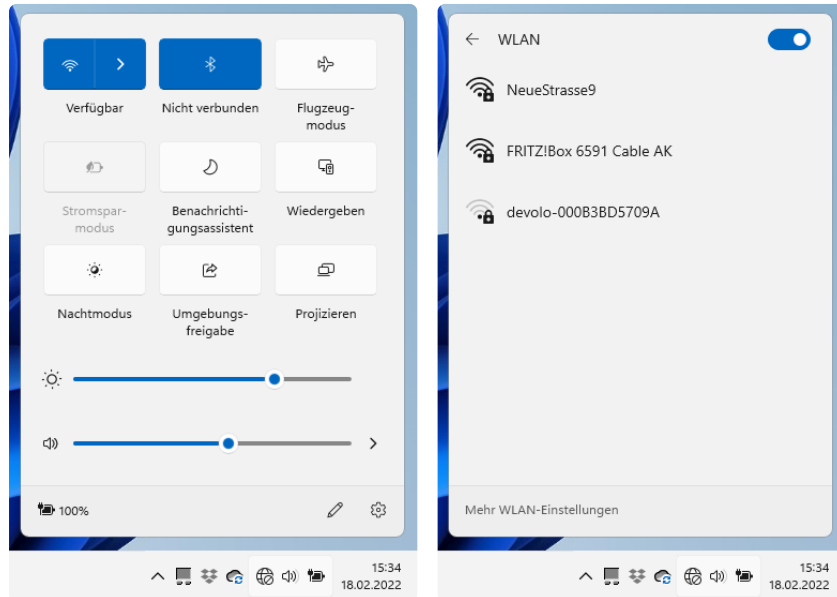 Verfügbar
Nicht verbunden
Flugzeug-
modus
Stromspar-
modus
Benachrichti-
gungsassistent
Wiedergeben
Nachtmodus
Umgebungs-
freigabe
Projizieren
100%
15:34
18.02.2022
WLAN
NeueStrasse9
FRITZ!Box 6591 Cable AK
devolo-000B3BD5709A
Mehr WLAN-Einstellungen
15:34
18.02.2022